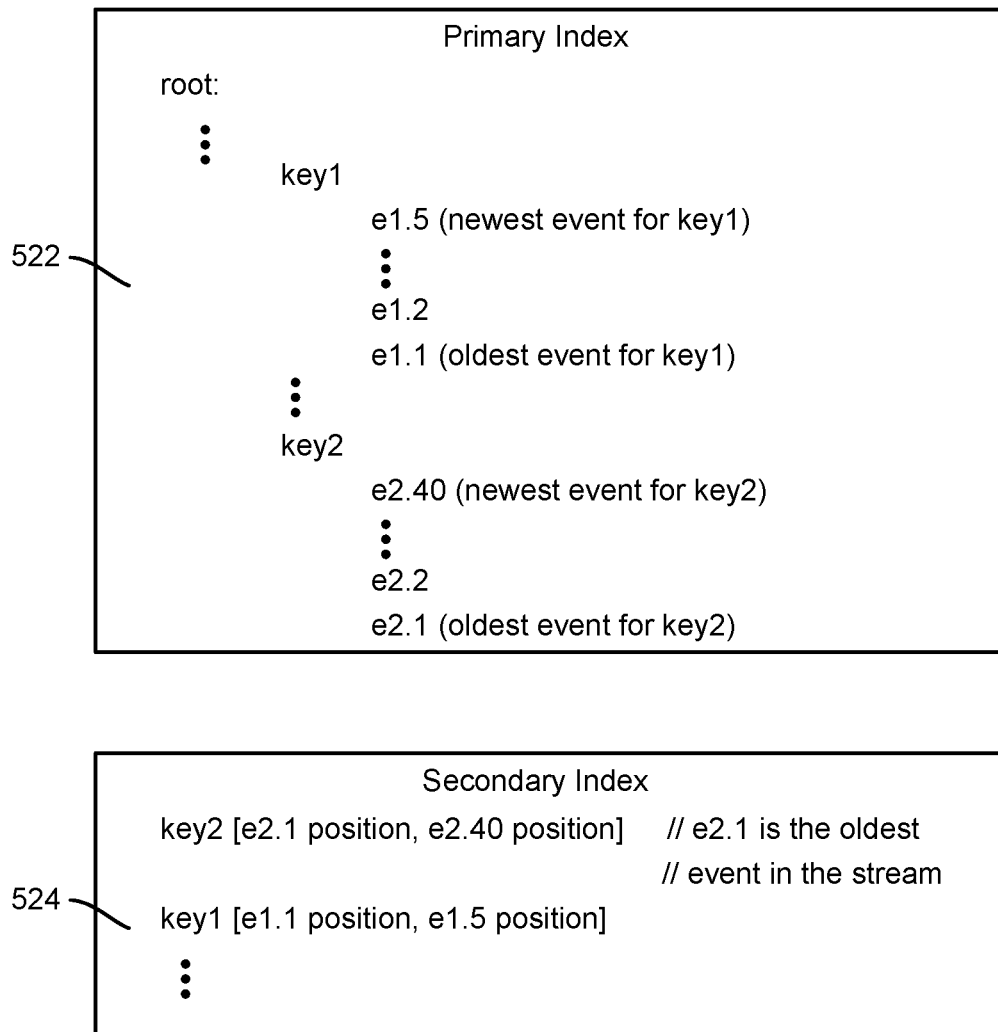 Primary Index
root:
key1
e1.5 (newest event for key1)
522
e1.2
e1.1 (oldest event for key1)
key2
e2.40 (newest event for key2)
e2.2
e2.1 (oldest event for key2)
Secondary Index
key2 [e2.1 position, e2.40 position] // e2.1 is the oldest
// event in the stream
524
key1 [e1.1 position, e1.5 position]